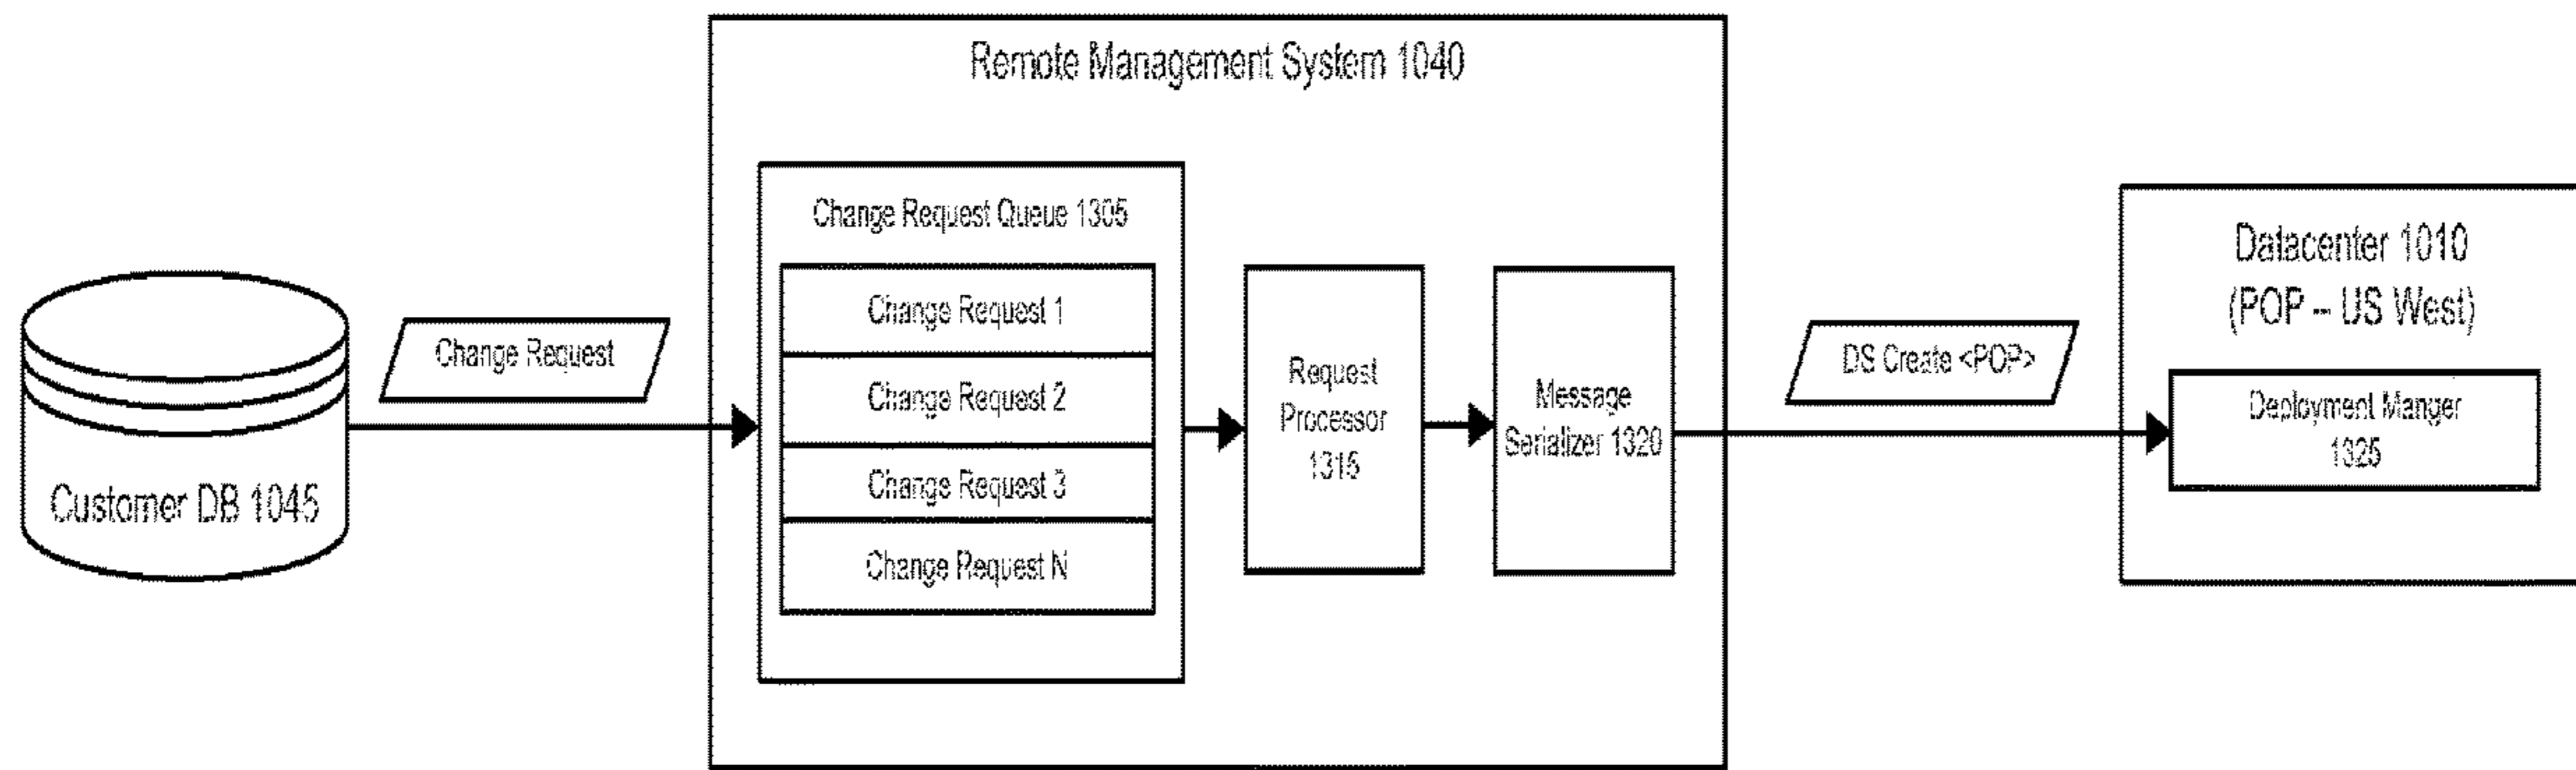 Remote Management System 1040
Customer DB 1045
Change Request
Change Request Queue 1305
Change Request 1
Change Request 2
Change Request 3
Change Request N
Request
Processor
1315
Message
Serializer 1320
DS Create <POP>
Datacenter 1010
(POP – US West)
Deployment Manger
1325